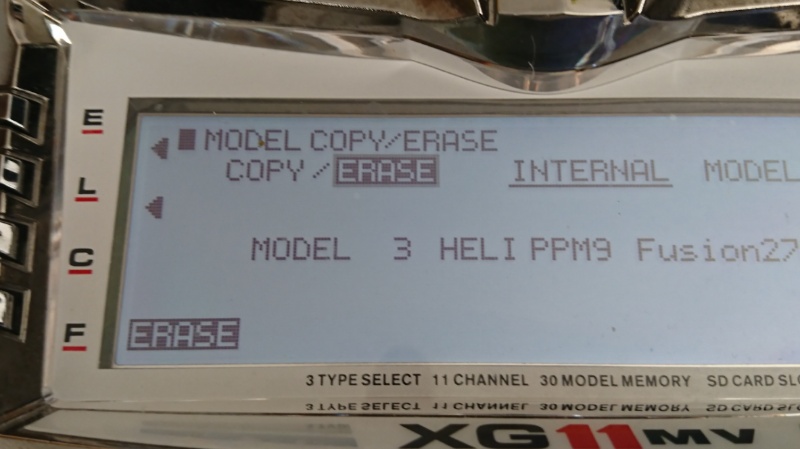 E
MODEL COPY/ERASE
COPY/ERASE INTERNAL MODEL
L
C
MODEL 3 HELI PPM9 Fusion27
F
ERASE
3 TYPE SELECT 11 CHANNEL 30 MODEL MEMORY SD CARD
XG11MV